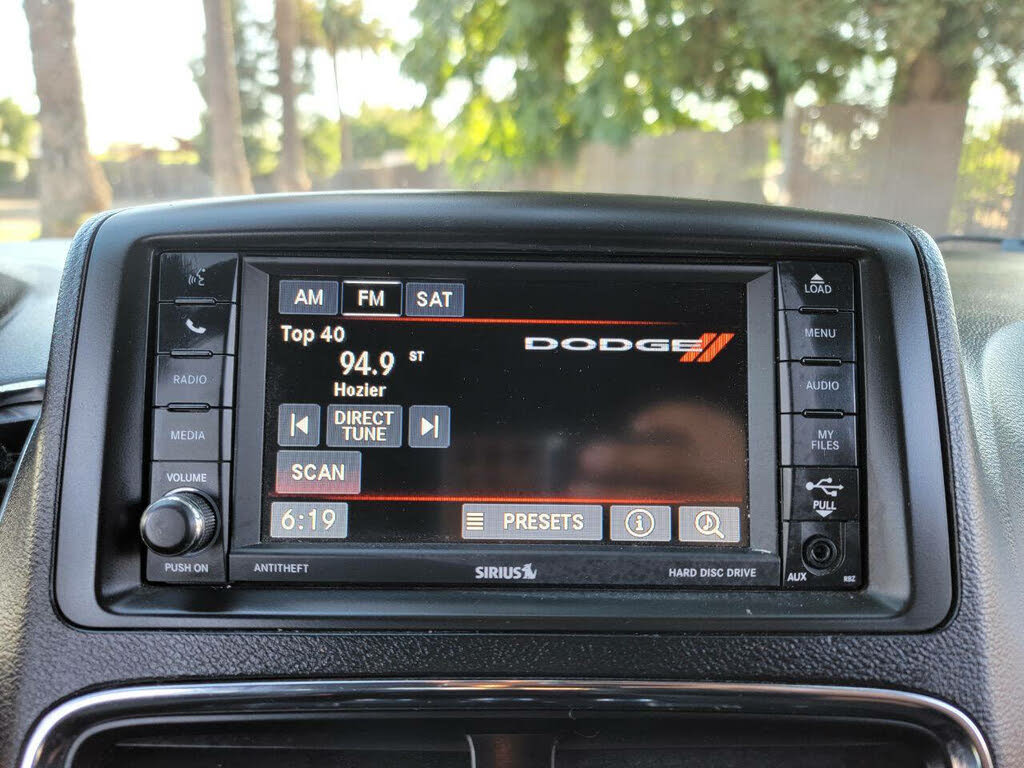 AM FM SAT
Top 40
94.9 ST
Hozier
DIRECT
TUNE
SCAN
6:19
PRESETS
DODGE
RADIO
MEDIA
VOLUME
PUSH ON
LOAD
MENU
AUDIO
MY
FILES
PULL
AUX
RBZ
ANTITHEFT
SIRIUS
HARD DISC DRIVE